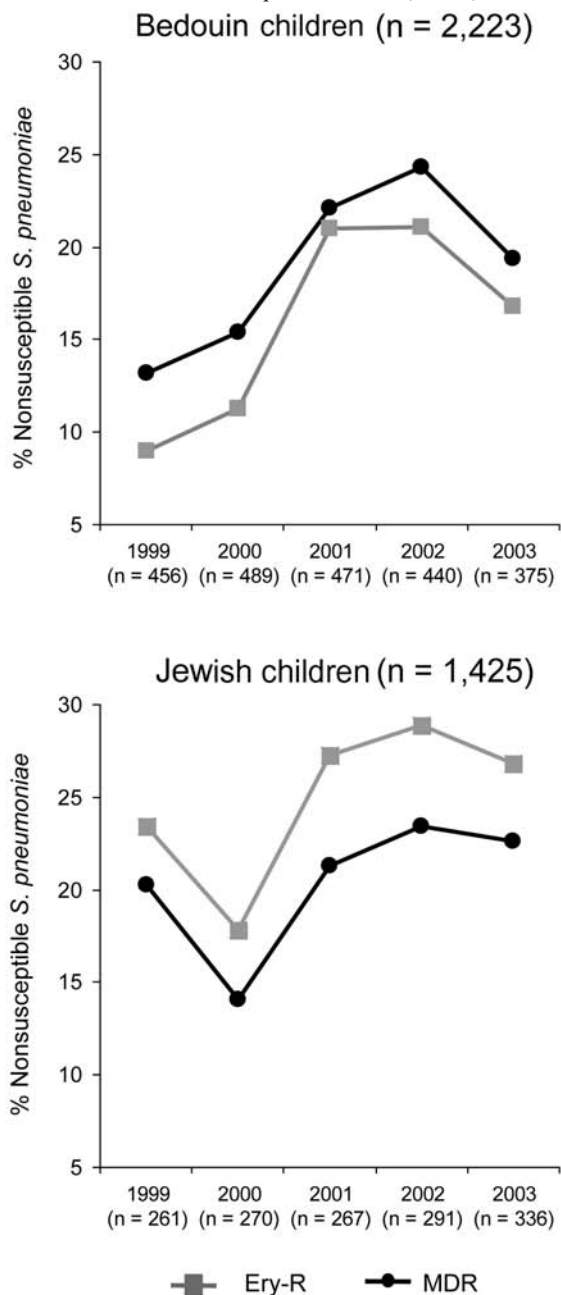 Bedouin children (n = 2,223)
30
25
20
15
10
5
% Nonsusceptible S. pneumoniae
1999 2000 2001 2002 2003
(n = 456) (n = 489) (n = 471) (n = 440) (n = 375)
Jewish children (n = 1,425)
30
25
20
15
10
5
% Nonsusceptible S. pneumoniae
1999 2000 2001 2002 2003
(n = 261) (n = 270) (n = 267) (n = 291) (n = 336)
Ery-R MDR